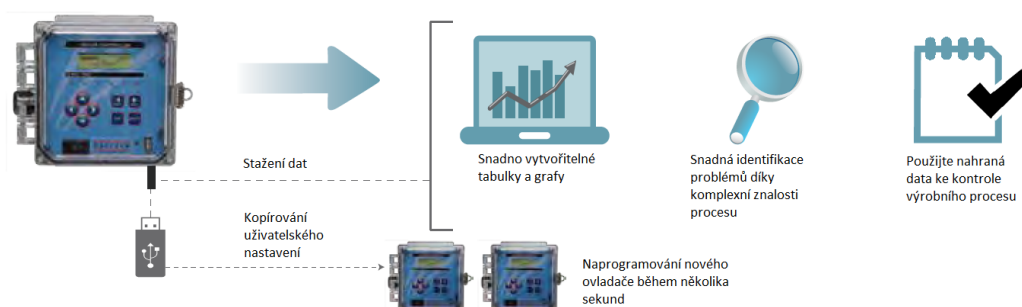 Stažení dat
Snadno vytvořitelné
tabulky a grafy
Snadná identifikace
problémů díky
komplexní znalosti
procesu
Použijte nahraná
data ke kontrole
výrobního procesu
Kopírování
uživatelského
nastavení
Naprogramování nového
ovladače během několika
sekund